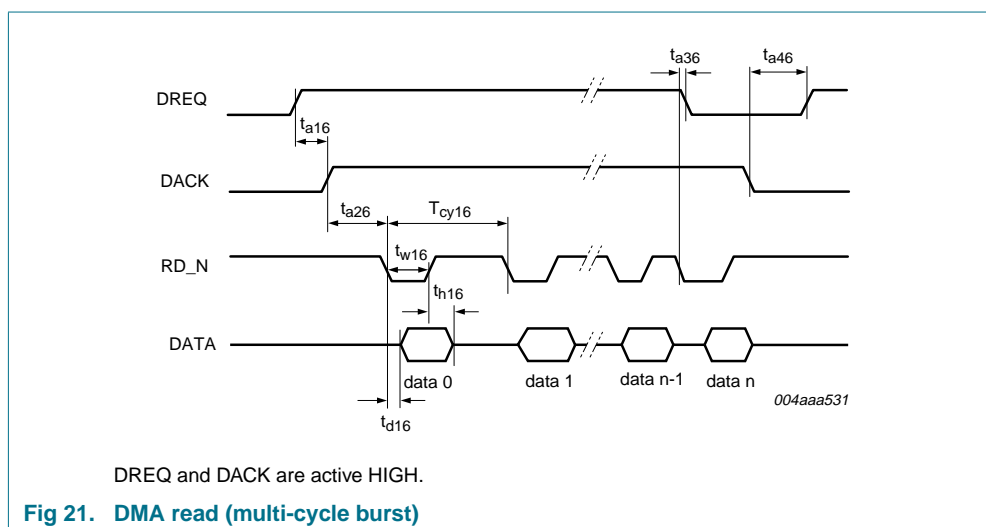 ta36
ta46
DREQ
ta16
DACK
ta26
Tcy16
tw16
RD_N
th16
DATA
data 0
data 1
data n-1
data n
004aaa531
td16
DREQ and DACK are active HIGH.
Fig 21. DMA read (multi-cycle burst)